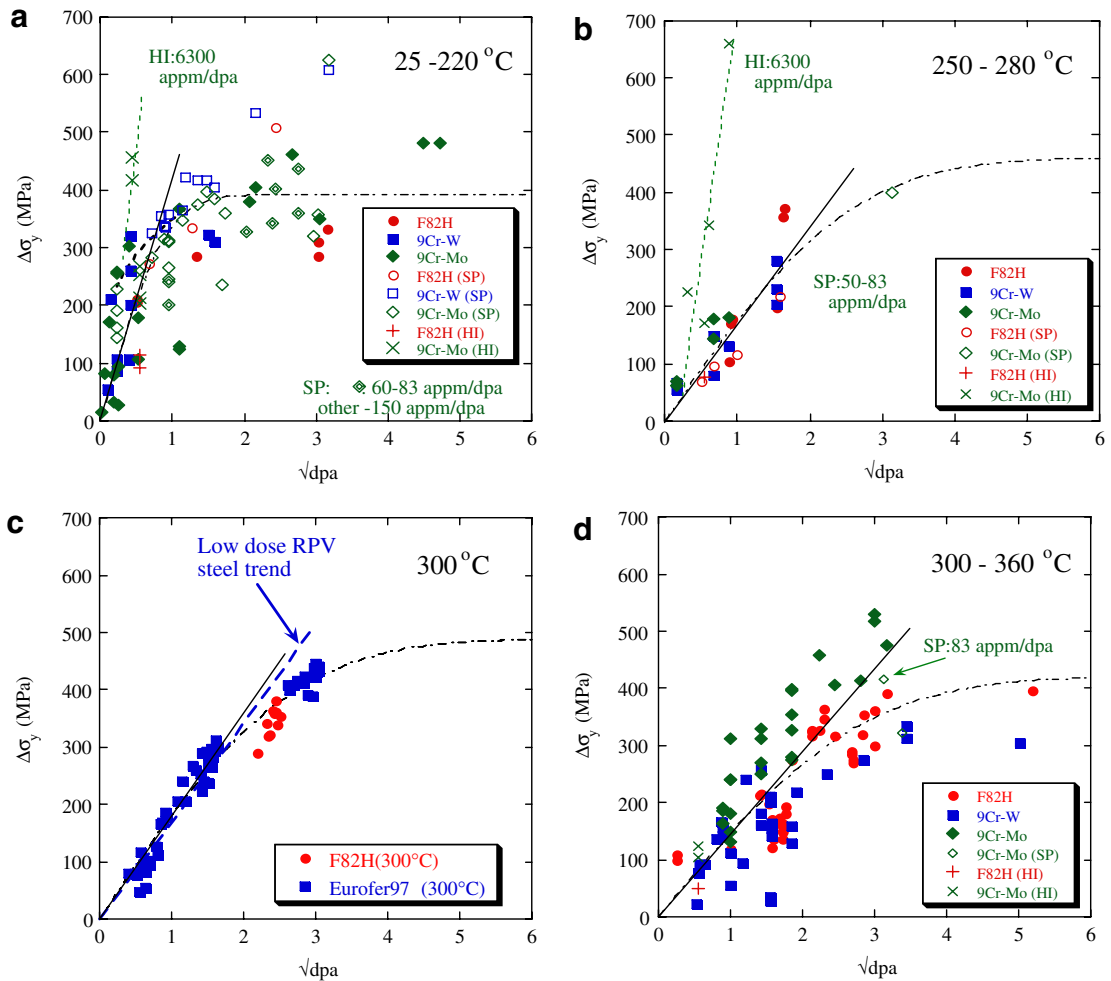 a
700
600
500
400
300
200
100
0
Δσy (MPa)
HI:6300
appm/dpa
25 -220 °C
F82H
9Cr-W
9Cr-Mo
F82H (SP)
9Cr-W (SP)
9Cr-Mo (SP)
F82H (HI)
9Cr-Mo (HI)
SP: : 60-83 appm/dpa
other -150 appm/dpa
0 1 2 3 4 5 6
√dpa
b
700
600
500
400
300
200
100
0
Δσy (MPa)
HI:6300
appm/dpa
250 - 280 °C
SP:50-83
appm/dpa
F82H
9Cr-W
9Cr-Mo
F82H (SP)
9Cr-Mo (SP)
F82H (HI)
9Cr-Mo (HI)
0 1 2 3 4 5 6
√dpa
c
700
600
500
400
300
200
100
0
Δσy (MPa)
Low dose RPV
steel trend
300 °C
F82H(300°C)
Eurofer97 (300°C)
0 1 2 3 4 5 6
√dpa
d
700
600
500
400
300
200
100
0
Δσy (MPa)
300 - 360 °C
SP:83 appm/dpa
F82H
9Cr-W
9Cr-Mo
9Cr-Mo (SP)
F82H (HI)
9Cr-Mo (HI)
0 1 2 3 4 5 6
√dpa